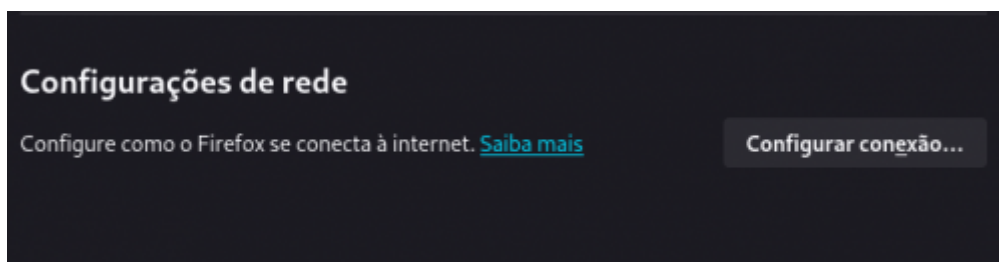 Configurações de rede
Configure como o Firefox se conecta à internet. Saiba mais
Configurar conexão...